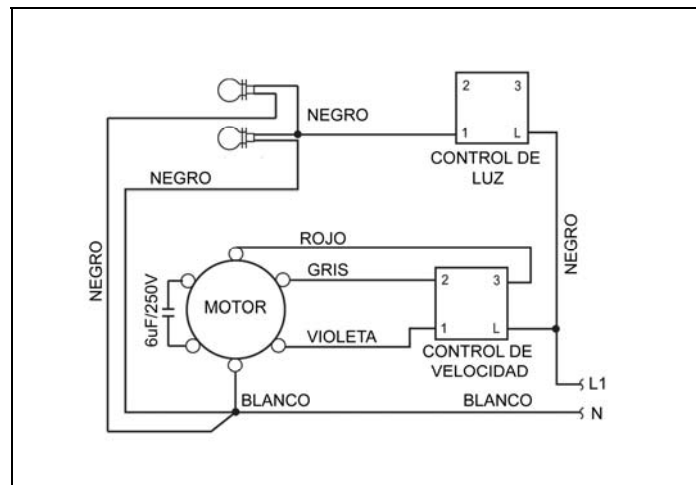 NEGRO
2 3
1 L
CONTROL DE
LUZ
NEGRO
NEGRO
NEGRO
ROJO
GRIS
MOTOR
6uF/250V
VIOLETA
2 3
1 L
CONTROL DE
VELOCIDAD
L1
BLANCO
BLANCO
N